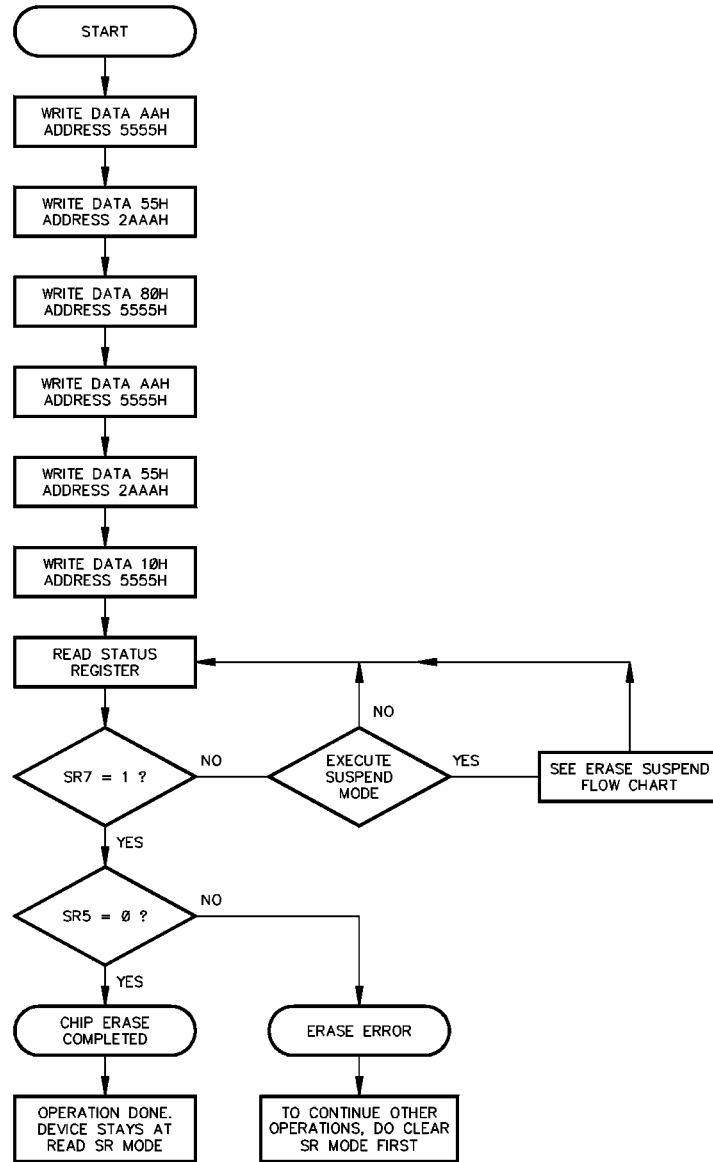 START
WRITE DATA AAH
ADDRESS 5555H
WRITE DATA 55H
ADDRESS 2AAAH
WRITE DATA 80H
ADDRESS 5555H
WRITE DATA AAH
ADDRESS 5555H
WRITE DATA 55H
ADDRESS 2AAAH
WRITE DATA 10H
ADDRESS 5555H
READ STATUS
REGISTER
NO
SR7 = 1 ?
NO
EXECUTE
SUSPEND
MODE
YES
SEE ERASE SUSPEND
FLOW CHART
YES
SR5 = 0 ?
NO
YES
CHIP ERASE
COMPLETED
ERASE ERROR
OPERATION DONE.
DEVICE STAYS AT
READ SR MODE
TO CONTINUE OTHER
OPERATIONS, DO CLEAR
SR MODE FIRST